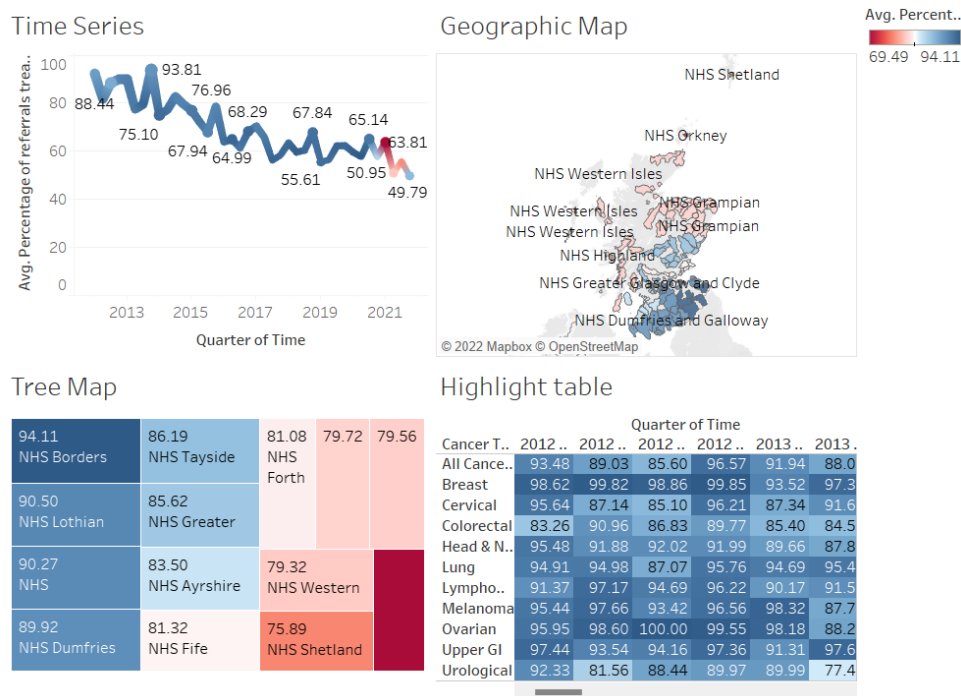 Time Series
Avg. Percentage of referrals trea..
100
80
60
40
20
0
93.81
88.44
76.96
75.10
68.29
67.84
65.14
63.81
67.94
64.99
55.61
50.95
49.79
2013
2015
2017
2019
2021
Quarter of Time
Geographic Map
NHS Shetland
NHS Orkney
NHS Western Isles
NHS Grampian
NHS Western Isles
NHS Grampian
NHS Western Isles
NHS Highland
NHS Greater Glasgow and Clyde
NHS Dumfries and Galloway
© 2022 Mapbox © OpenStreetMap
Avg. Percent..
69.49 94.11
Tree Map
94.11
NHS Borders
90.50
NHS Lothian
90.27
NHS
89.92
NHS Dumfries
86.19
NHS Tayside
85.62
NHS Greater
83.50
NHS Ayrshire
81.32
NHS Fife
81.08
NHS
Forth
79.72
79.56
79.32
NHS Western
75.89
NHS Shetland
Highlight table
Quarter of Time
Cancer T.. 2012 .. 2012 .. 2012 .. 2012 .. 2013 .. 2013 .
All Cance.. 93.48 89.03 85.60 96.57 91.94 88.0
Breast 98.62 99.82 98.86 99.85 93.52 97.3
Cervical 95.64 87.14 85.10 96.21 87.34 91.6
Colorectal 83.26 90.96 86.83 89.77 85.40 84.5
Head & N.. 95.48 91.88 92.02 91.99 89.66 87.8
Lung 94.91 94.98 87.07 95.76 94.69 95.4
Lympho.. 91.37 97.17 94.69 96.22 90.17 91.5
Melanoma 95.44 97.66 93.42 96.56 98.32 87.7
Ovarian 95.95 98.60 100.00 99.55 98.18 88.2
Upper GI 97.44 93.54 94.16 97.36 91.31 97.6
Urological 92.33 81.56 88.44 89.97 89.99 77.4